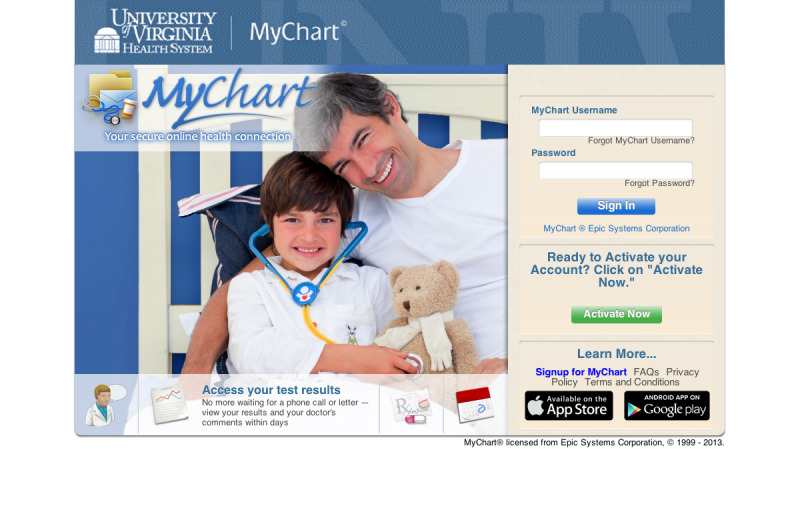 UNIVERSITY
of VIRGINIA
HEALTH SYSTEM
MyChart©
MyChart
Your secure online health connection
MyChart Username
Forgot MyChart Username?
Password
Forgot Password?
Sign In
MyChart ® Epic Systems Corporation
Ready to Activate your
Account? Click on "Activate
Now."
Activate Now
Learn More...
Signup for MyChart FAQs Privacy
Policy Terms and Conditions
Available on the
App Store
ANDROID APP ON
Google play
Access your test results
No more waiting for a phone call or letter —
view your results and your doctor's
comments within days
Rx
MyChart® licensed from Epic Systems Corporation, © 1999 - 2013.